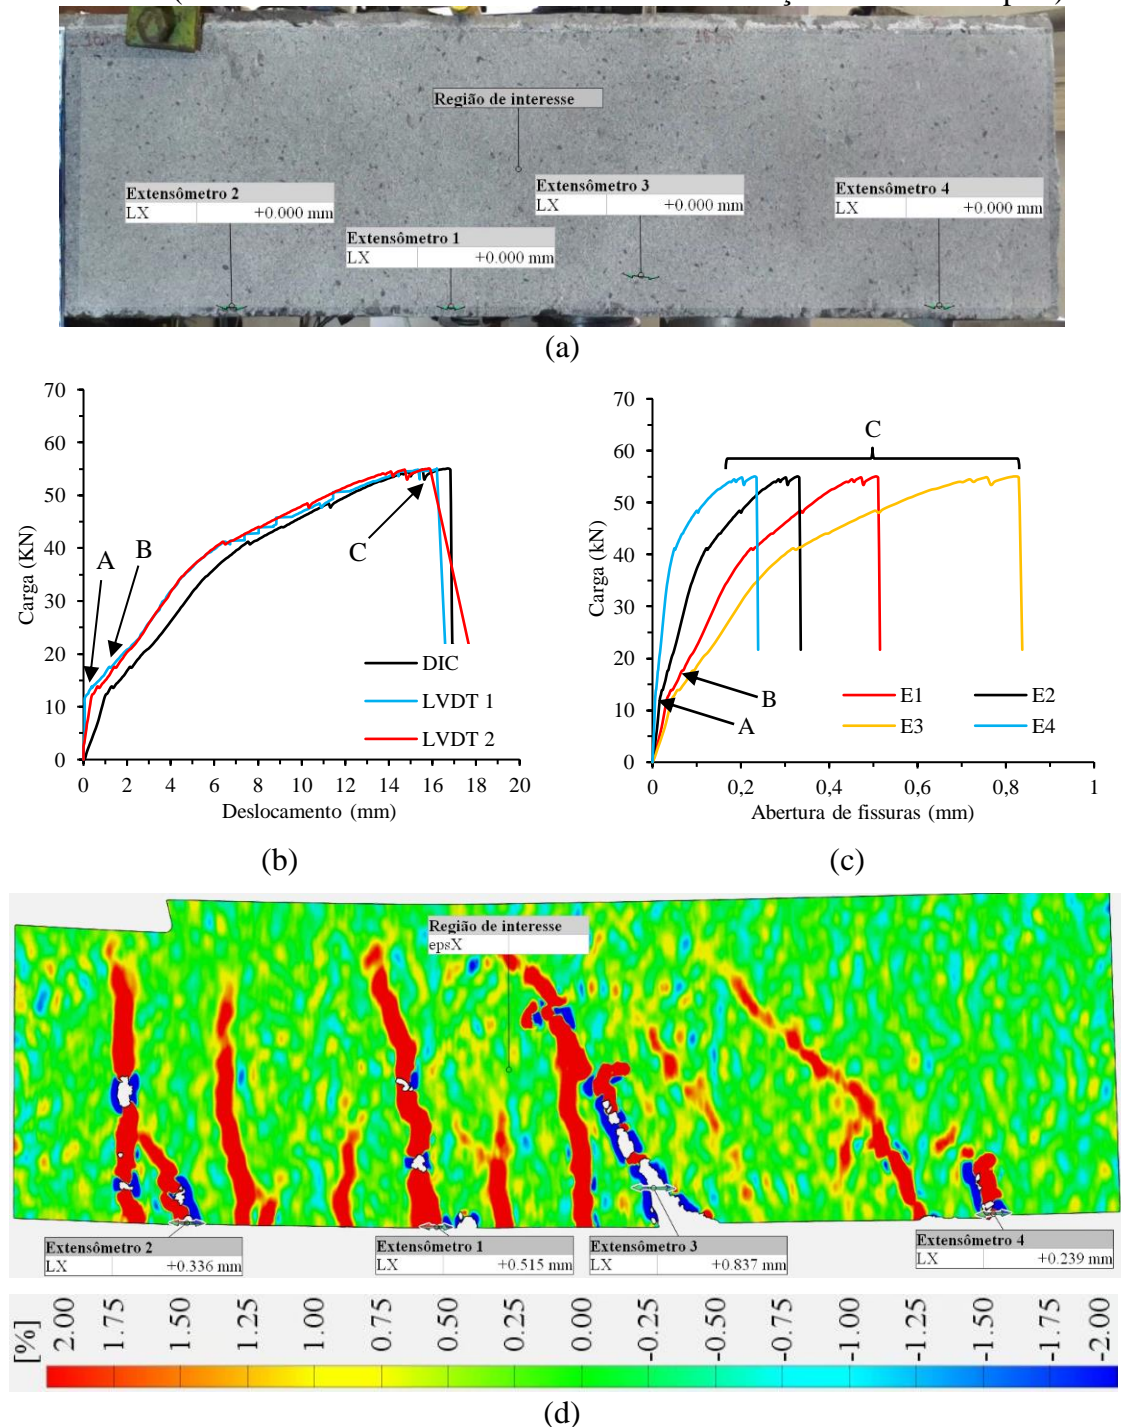 Região de interesse
Extensômetro 2
LX +0.000 mm
Extensômetro 1
LX +0.000 mm
Extensômetro 3
LX +0.000 mm
Extensômetro 4
LX +0.000 mm
(a)
70
60
50
40
30
20
10
0
Carga (KN)
A
B
C
DIC
LVDT 1
LVDT 2
0 2 4 6 8 10 12 14 16 18 20
Deslocamento (mm)
(b)
70
60
50
40
30
20
10
0
Carga (kN)
C
B
A
E1 E2
E3 E4
0 0,2 0,4 0,6 0,8 1
Abertura de fissuras (mm)
(c)
Região de interesse
epsX
Extensômetro 2
LX +0.336 mm
Extensômetro 1
LX +0.515 mm
Extensômetro 3
LX +0.837 mm
Extensômetro 4
LX +0.239 mm
[%] 2.00 1.75 1.50 1.25 1.00 0.75 0.50 0.25 0.00 -0.25 -0.50 -0.75 -1.00 -1.25 -1.50 -1.75 -2.00
(d)